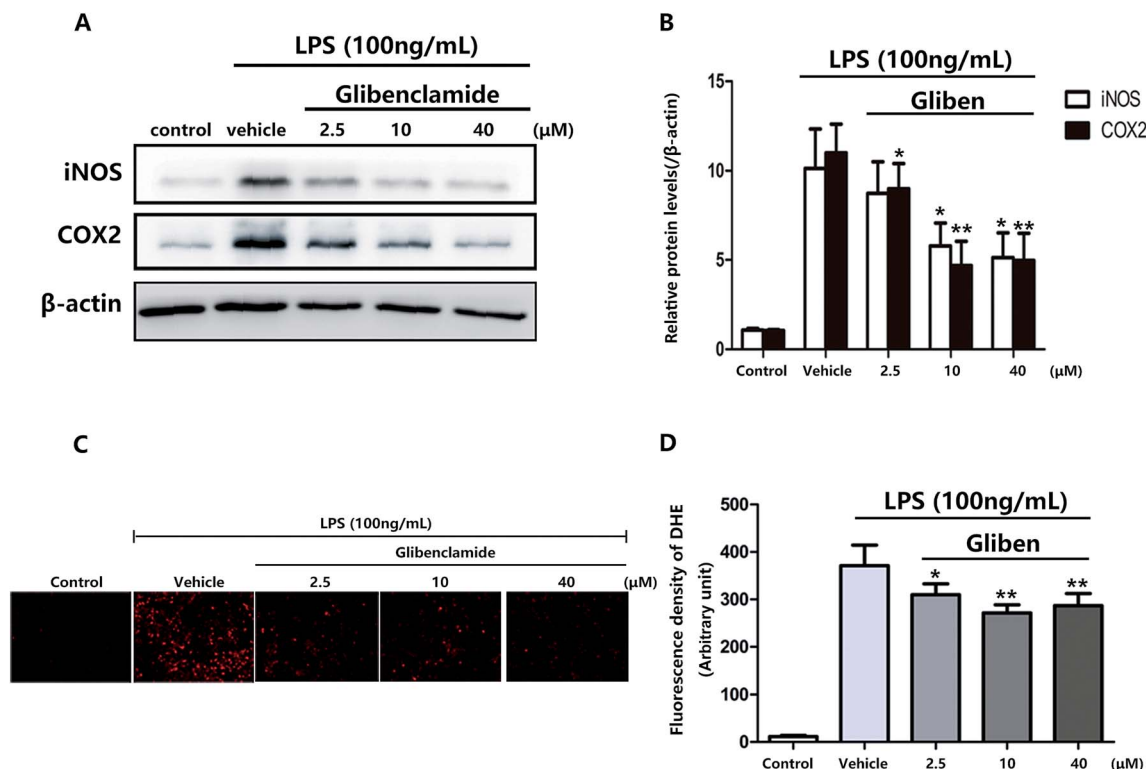 A
LPS (100ng/mL)
Glibenclamide
control vehicle 2.5 10 40 (μM)
iNOS
COX2
β-actin
B
LPS (100ng/mL)
Gliben
iNOS
COX2
Relative protein levels(/β-actin)
15
10
5
0
* * ** * **
Control Vehicle 2.5 10 40 (μM)
C
LPS (100ng/mL)
Glibenclamide
Control Vehicle 2.5 10 40 (μM)
D
LPS (100ng/mL)
Gliben
Fluorescence density of DHE
(Arbitrary unit)
500
400
300
200
100
0
* ** **
Control Vehicle 2.5 10 40 (μM)